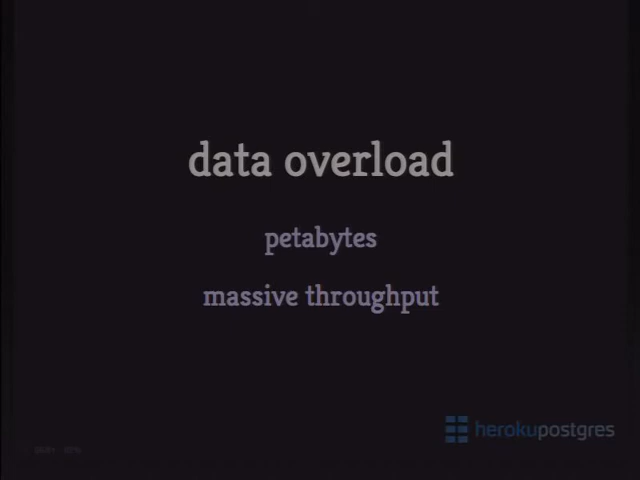 data overload
petabytes
massive throughput
herokupostgres